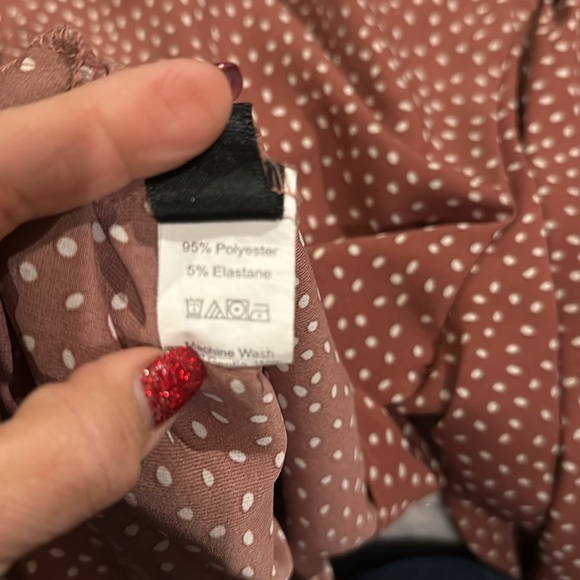 95% Polyester
5% Elastane
Machine Wash